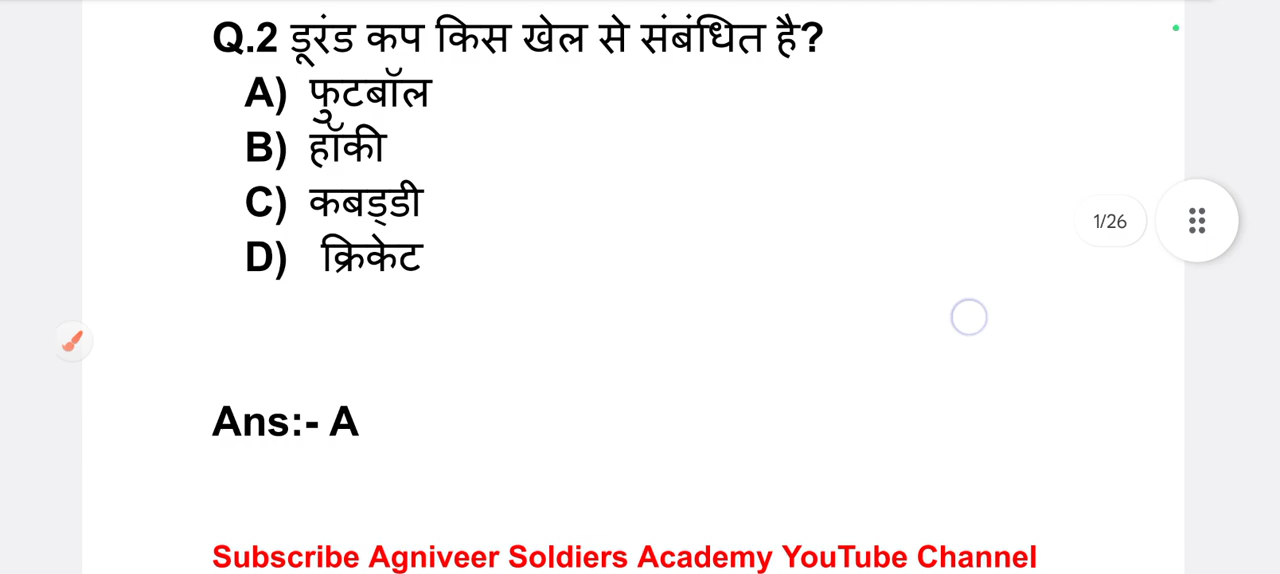 Q.2 डूरंड कप किस खेल से संबंधित है?
A) फुटबॉल
B) हॉकी
C) कबड्डी
D) क्रिकेट
1/26
Ans:- A
Subscribe Agniveer Soldiers Academy YouTube Channel